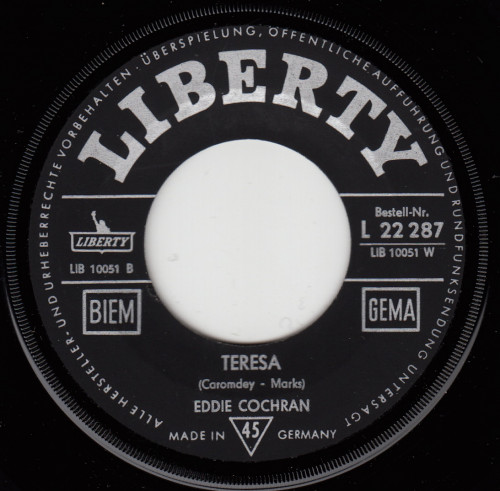 ALLE HERSTELLER- UND URHEBERRECHTE VORBEHALTEN · ÜBERSPIELUNG, ÖFFENTLICHE AUFFÜHRUNG UND RUNDFUNKSENDUNG UNTERSAGT
LIBERTY
LIBERTY
LIB 10051 B
Bestell-Nr.
L 22 287
LIB 10051 W
BIEM
GEMA
TERESA
(Caromdey - Marks)
EDDIE COCHRAN
MADE IN 45 GERMANY